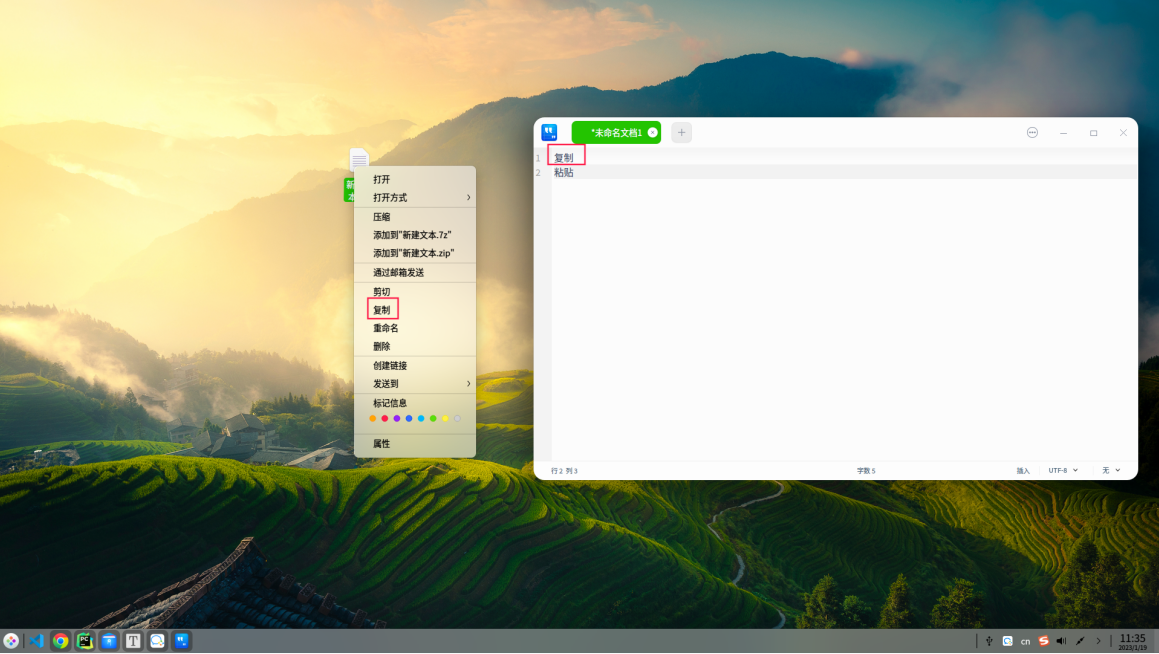 打开
打开方式
压缩
添加到"新建文本.7z"
添加到"新建文本.zip"
通过邮箱发送
剪切
复制
重命名
删除
创建链接
发送到
标记信息
属性
*未命名文档1
1 复制
2 粘贴
行 2 列 3
字数 5
插入
UTF-8
无
PC
T
cn
11:35
2023/1/19